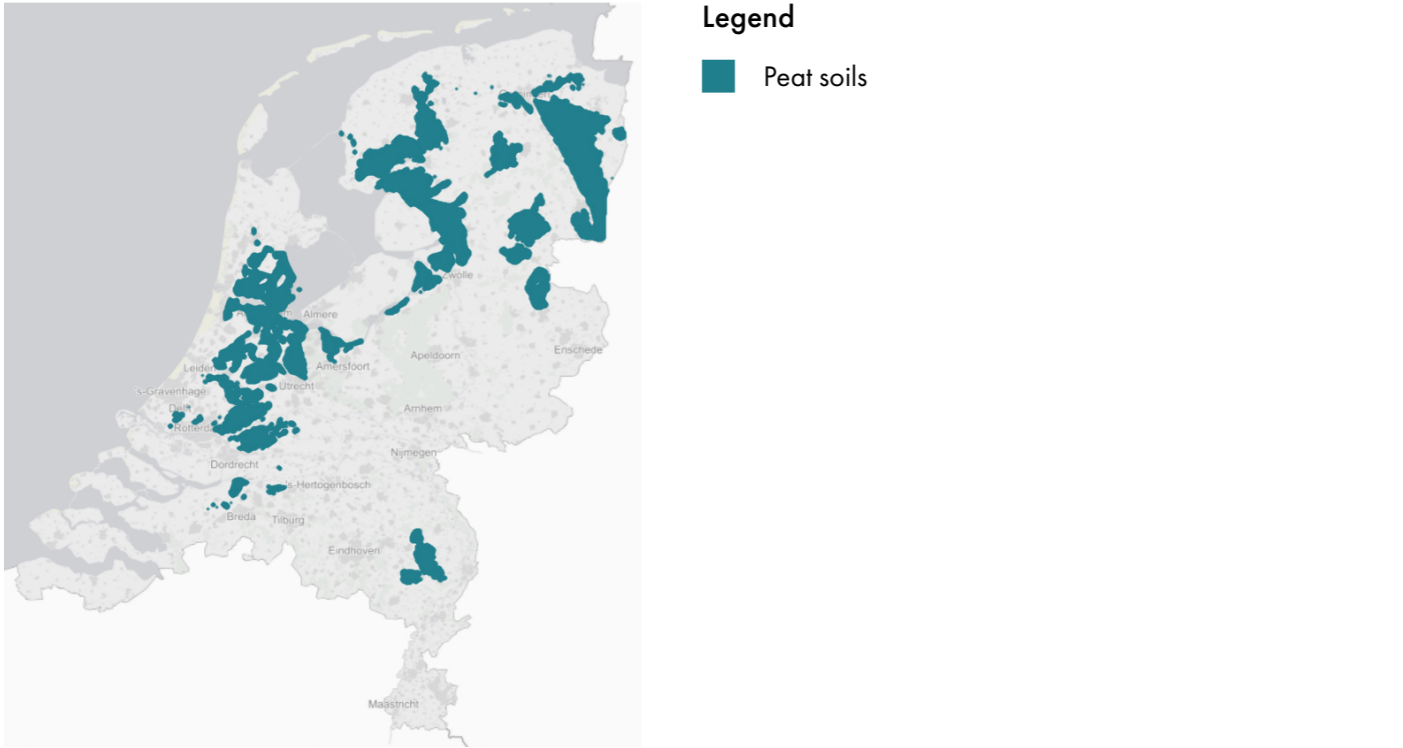 Legend
Peat soils
Zwolle
Almere
Enschede
Apeldoorn
Amersfoort
Leiden
Utrecht
's-Gravenhage
Delft
Arnhem
Nijmegen
Dordrecht
's-Hertogenbosch
Breda
Tilburg
Eindhoven
Maastricht